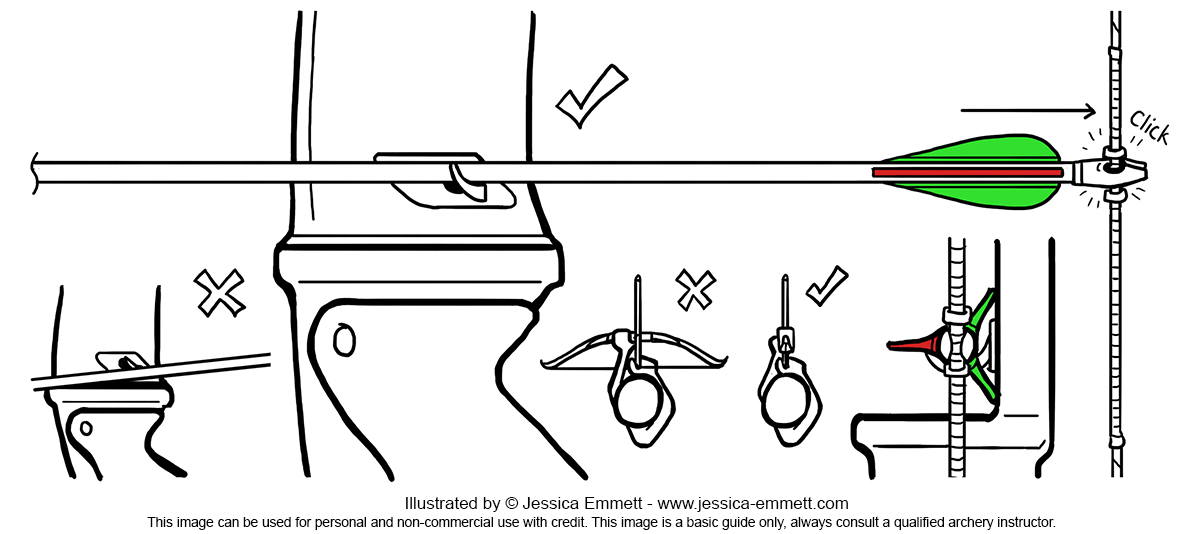 Click
Illustrated by © Jessica Emmett - www.jessica-emmett.com
This image can be used for personal and non-commercial use with credit. This image is a basic guide only, always consult a qualified archery instructor.